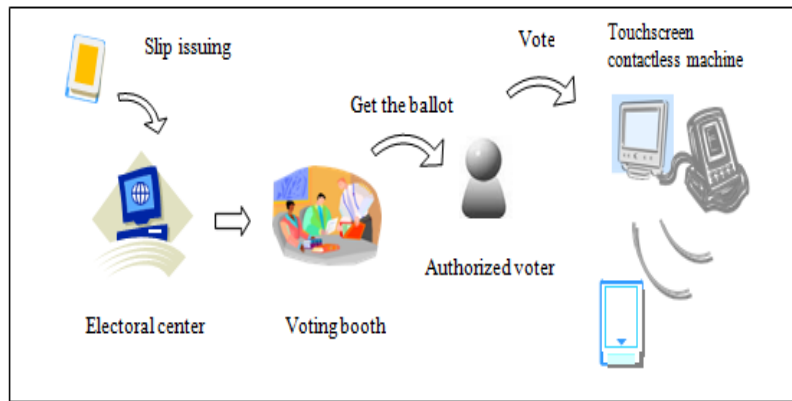 Slip issuing
Vote
Touchscreen
contactless machine
Get the ballot
Authorized voter
Electoral center
Voting booth